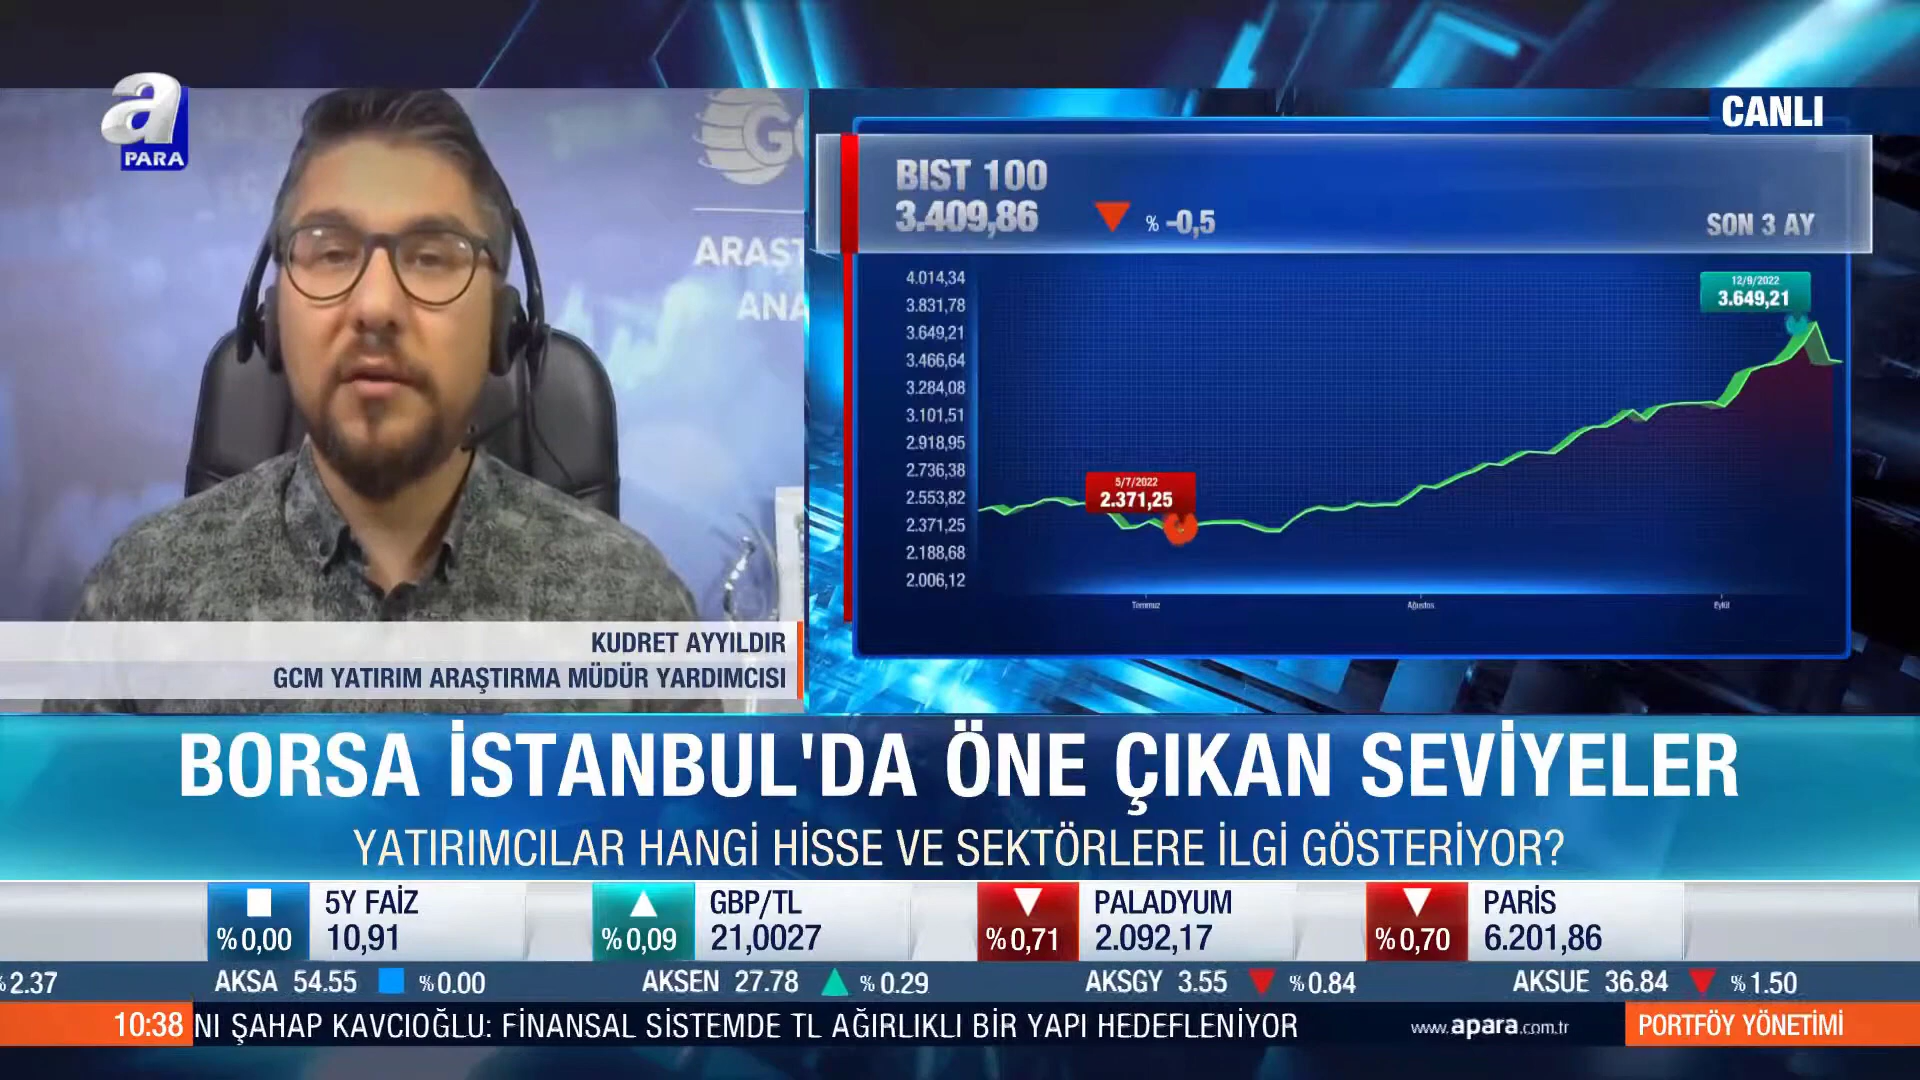 a
PARA
GC
ARAŞT
ANA
CANLI
BIST 100
3.409,86
% -0,5
SON 3 AY
4.014,34
3.831,78
3.649,21
3.466,64
3.284,08
3.101,51
2.918,95
2.736,38
2.553,82
2.371,25
2.188,68
2.006,12
12/9/2022
3.649,21
5/7/2022
2.371,25
Temmuz
Ağustos
Eylül
KUDRET AYYILDIR
GCM YATIRIM ARAŞTIRMA MÜDÜR YARDIMCISI
BORSA İSTANBUL'DA ÖNE ÇIKAN SEVİYELER
YATIRIMCILAR HANGİ HİSSE VE SEKTÖRLERE İLGİ GÖSTERİYOR?
%0,00 5Y FAİZ 10,91
%0,09 GBP/TL 21,0027
%0,71 PALADYUM 2.092,17
%0,70 PARİS 6.201,86
%2.37 AKSA 54.55 %0.00 AKSEN 27.78 %0.29 AKSGY 3.55 %0.84 AKSUE 36.84 %1.50
10:38 NI ŞAHAP KAVCIOĞLU: FİNANSAL SİSTEMDE TL AĞIRLIKLI BİR YAPI HEDEFLENİYOR www.apara.com.tr PORTFÖY YÖNETİMİ